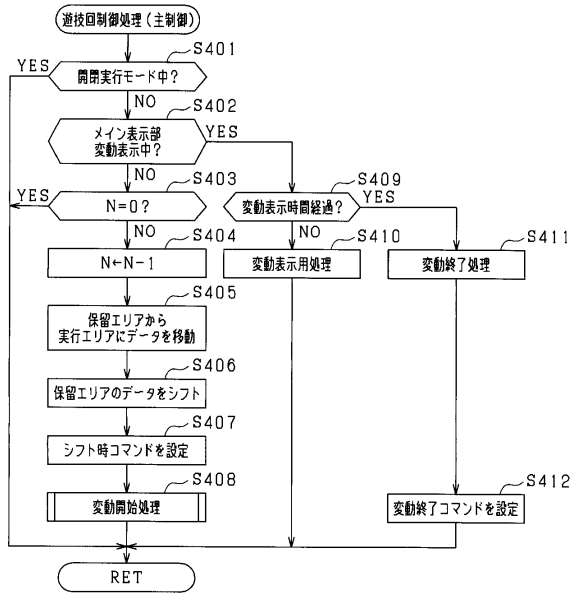 遊技回制御処理(主制御)
S401
YES
開閉実行モード中?
NO
S402
メイン表示部
変動表示中?
YES
NO
S403
YES
N=0?
NO
S409
変動表示時間経過?
YES
NO
S404
N←N-1
S410
変動表示用処理
S411
変動終了処理
S405
保留エリアから
実行エリアにデータを移動
S406
保留エリアのデータをシフト
S407
シフト時コマンドを設定
S408
変動開始処理
S412
変動終了コマンドを設定
RET